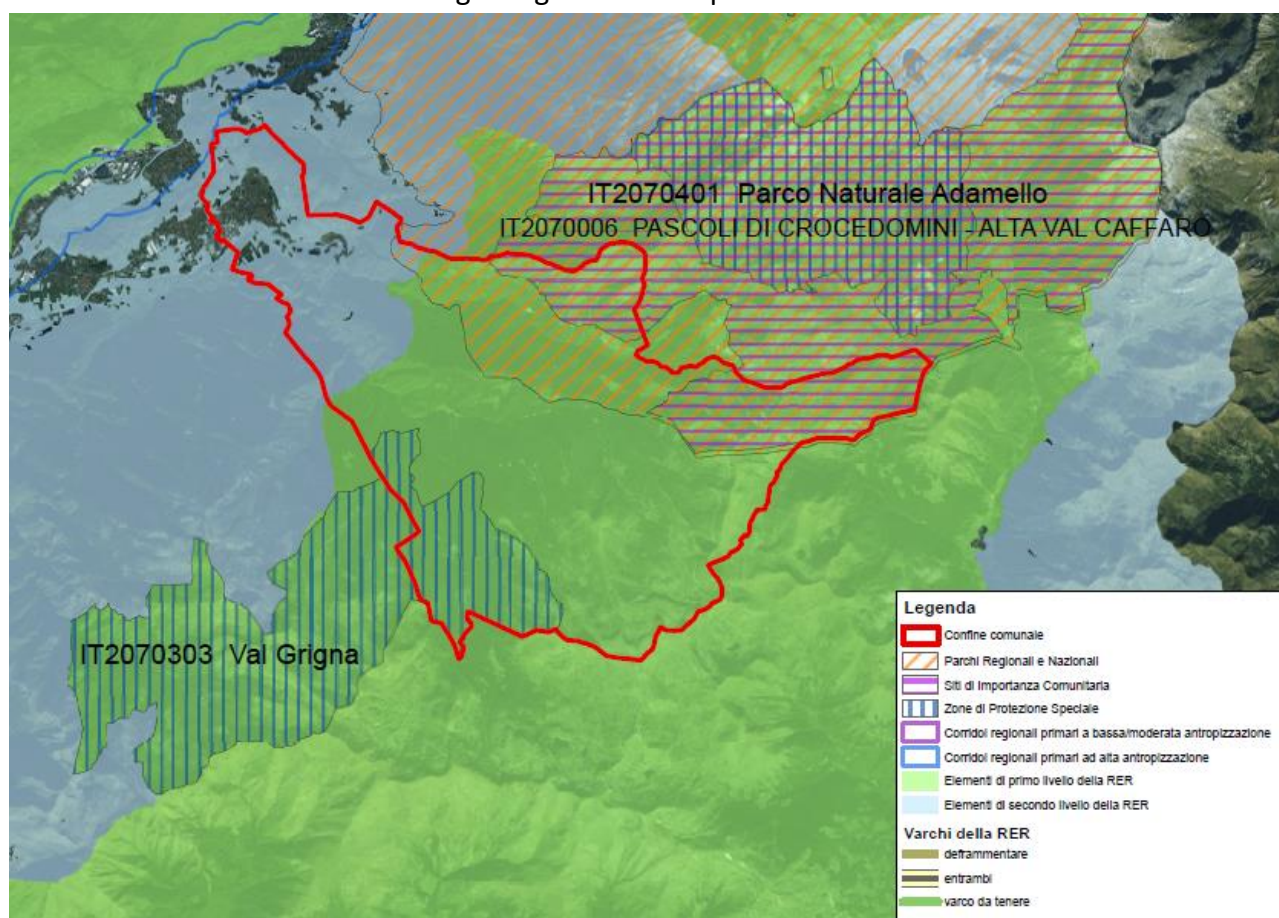 IT2070401 Parco Naturale Adamello
IT2070006 PASCOLI DI CROCEDOMINI - ALTA VAL CAFFARO
IT2070303 Val Grigna
Legenda
Confine comunale
Parchi Regionali e Nazionali
Siti di Importanza Comunitaria
Zone di Protezione Speciale
Corridoi regionali primari a bassa/moderata antropizzazione
Corridoi regionali primari ad alta antropizzazione
Elementi di primo livello della RER
Elementi di secondo livello della RER
Varchi della RER
deframmentare
entrambi
varco da tenere